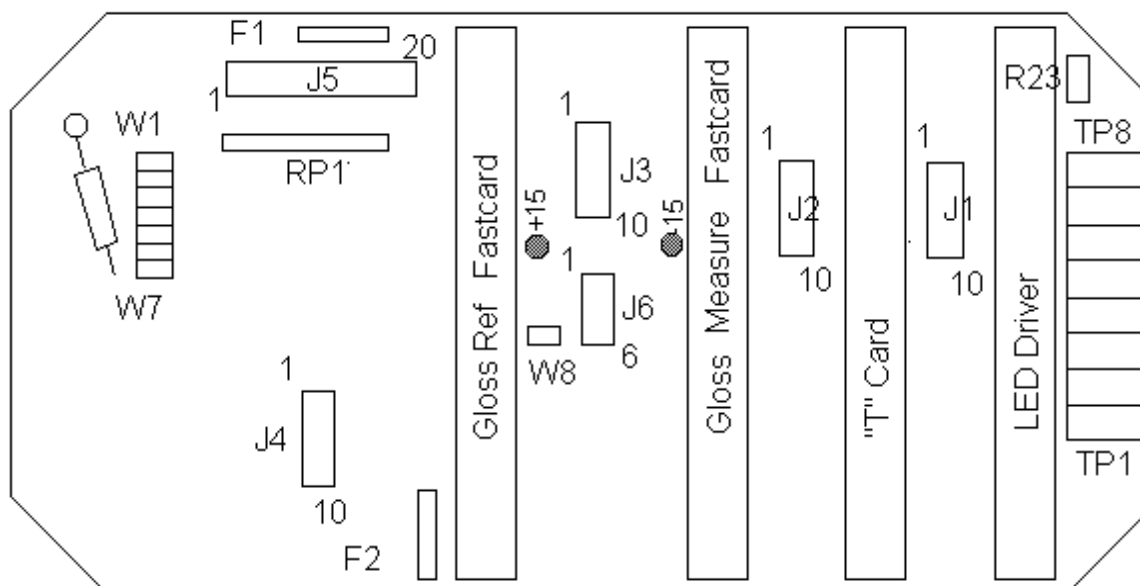 F1
20
J5
1
RP1
W1
W7
1
J4
10
F2
Gloss Ref Fastcard
+15
1
J3
10
1
J6
6
W8
-15
Gloss Measure Fastcard
1
J2
10
"T" Card
1
J1
10
LED Driver
R23
TP8
TP1